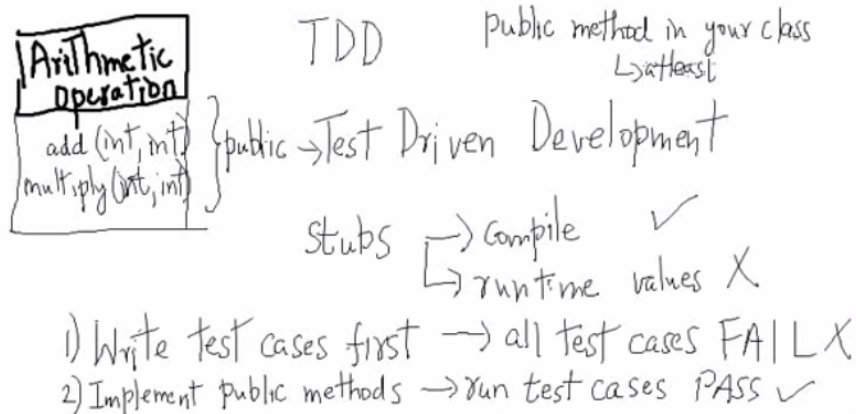 Arithmetic
operation
add (int, int)
multiply (int, int)
} public
TDD
public method in your class
↳ atleast
→ Test Driven Development
stubs → compile ✓
↳ runtime values X
1) Write test cases first → all test cases FAIL X
2) Implement public methods → run test cases PASS ✓